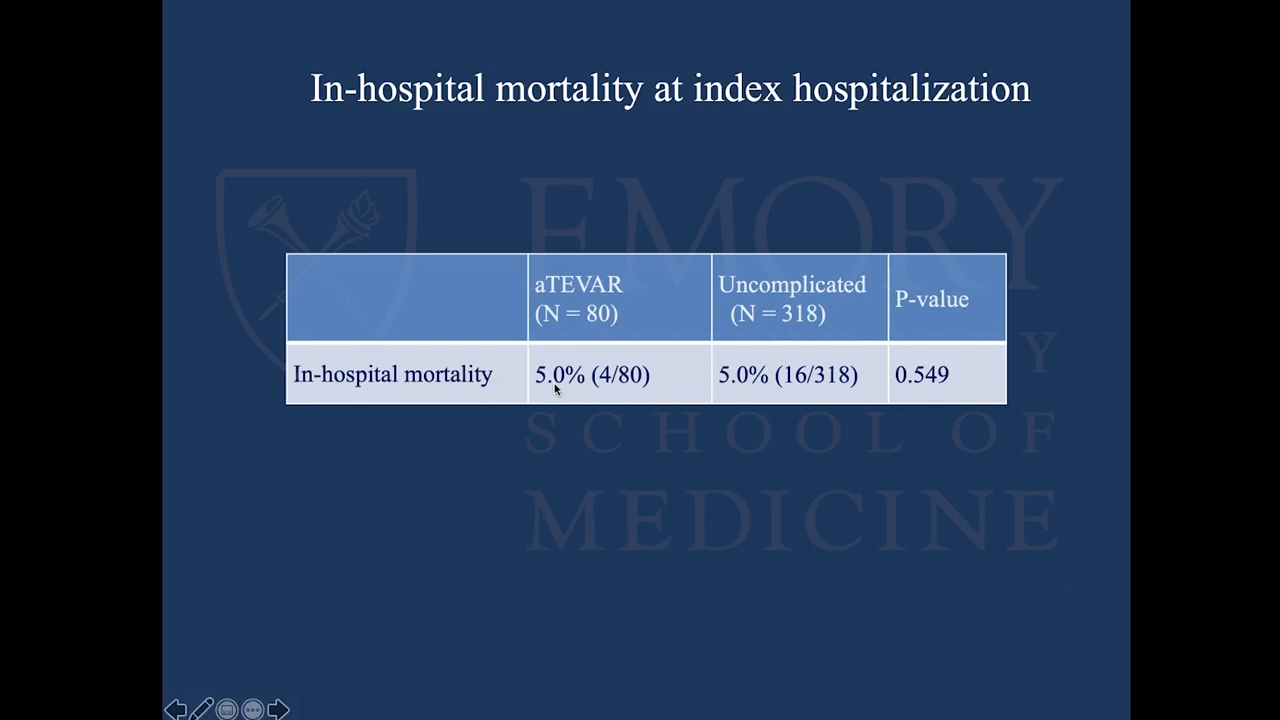 In-hospital mortality at index hospitalization
EMORY
aTEVAR
(N = 80)
Uncomplicated
(N = 318)
P-value
Y
In-hospital mortality
5.0% (4/80)
5.0% (16/318)
0.549
SCHOOL OF
MEDICINE